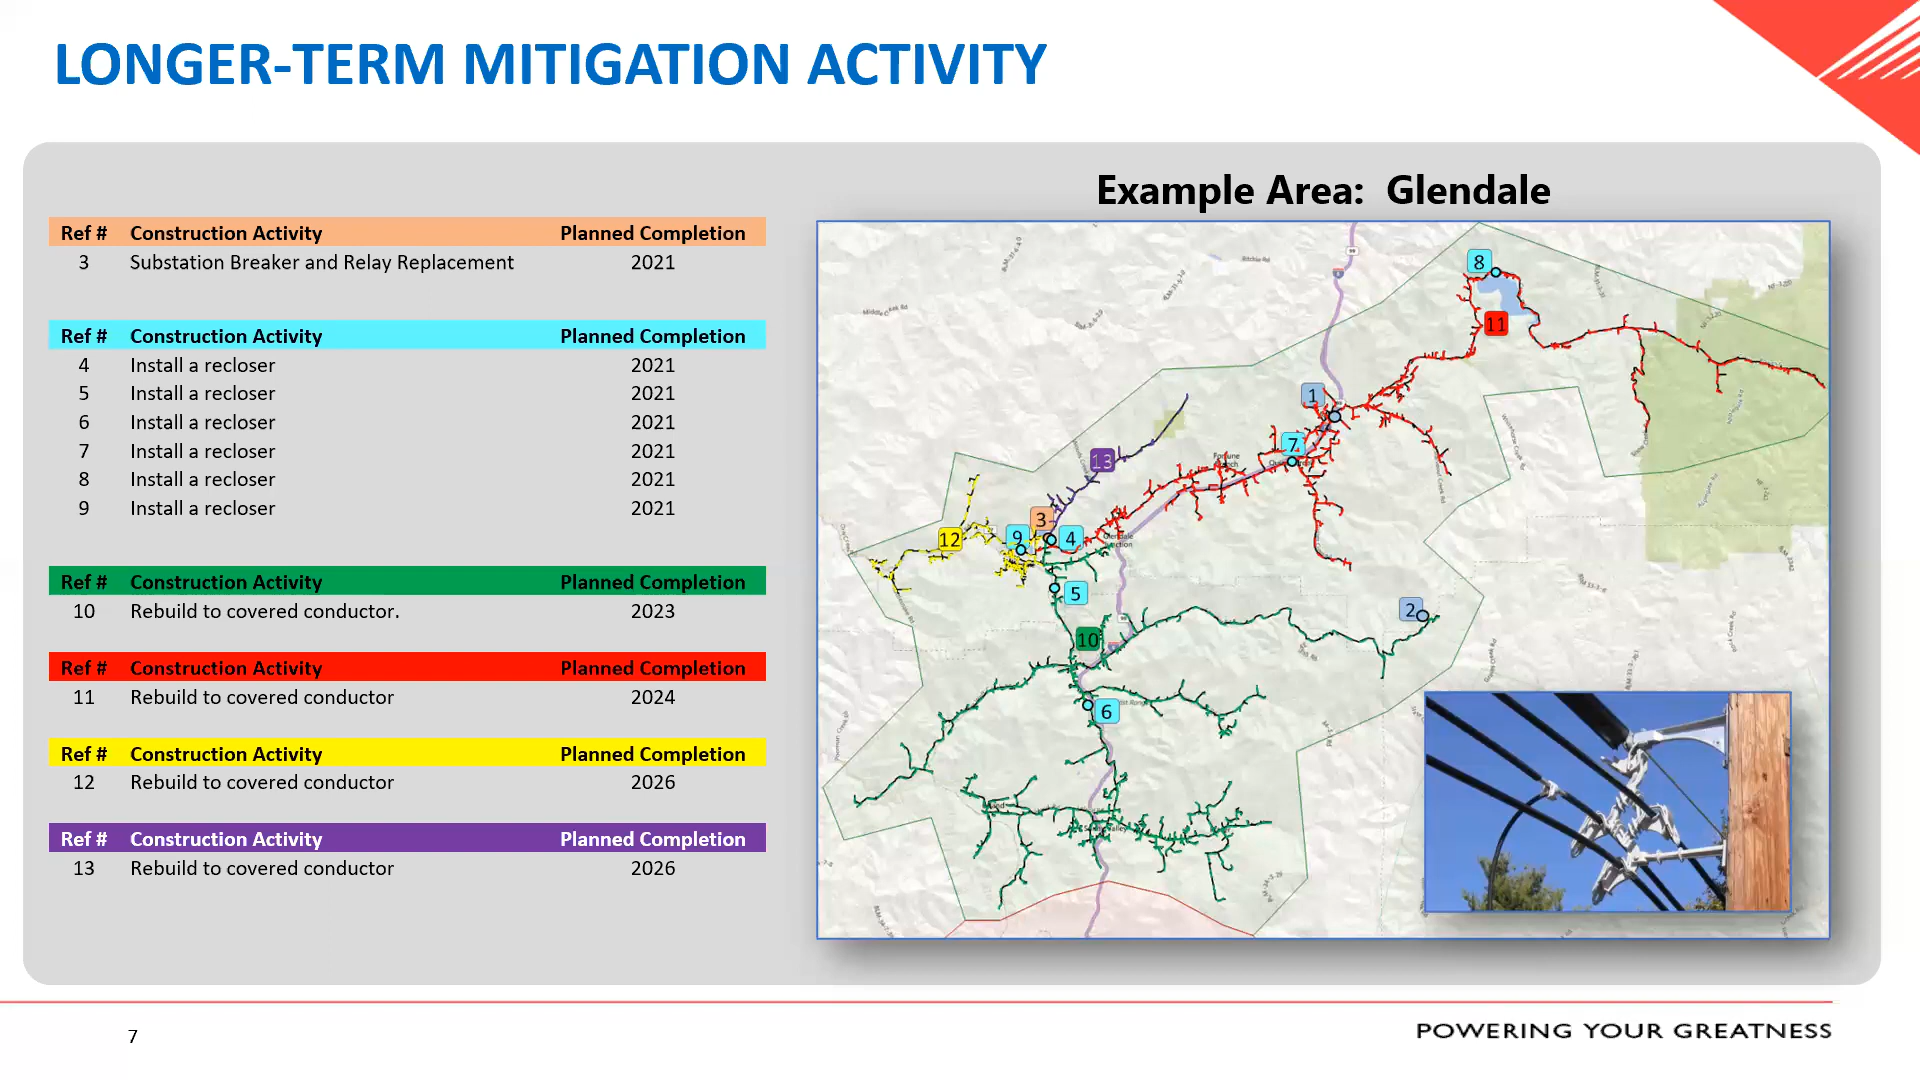 LONGER-TERM MITIGATION ACTIVITY
Example Area:  Glendale
Ref # Construction Activity Planned Completion
3 Substation Breaker and Relay Replacement 2021
Ref # Construction Activity Planned Completion
4 Install a recloser 2021
5 Install a recloser 2021
6 Install a recloser 2021
7 Install a recloser 2021
8 Install a recloser 2021
9 Install a recloser 2021
Ref # Construction Activity Planned Completion
10 Rebuild to covered conductor. 2023
Ref # Construction Activity Planned Completion
11 Rebuild to covered conductor 2024
Ref # Construction Activity Planned Completion
12 Rebuild to covered conductor 2026
Ref # Construction Activity Planned Completion
13 Rebuild to covered conductor 2026
8
11
1
7
13
3
12
9
4
5
2
10
6
7
POWERING YOUR GREATNESS